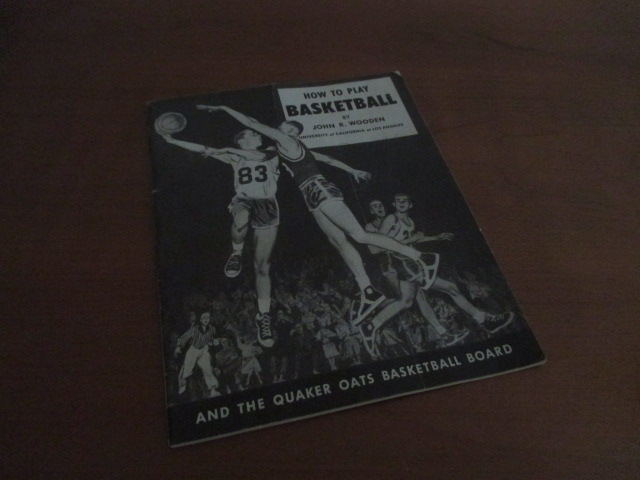 HOW TO PLAY
BASKETBALL
BY
JOHN R. WOODEN
UNIVERSITY of CALIFORNIA at LOS ANGELES
83
2
AND THE QUAKER OATS BASKETBALL BOARD